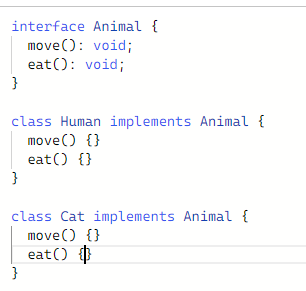 interface Animal {
  move(): void;
  eat(): void;
}

class Human implements Animal {
  move() {}
  eat() {}
}

class Cat implements Animal {
  move() {}
  eat() {}
}